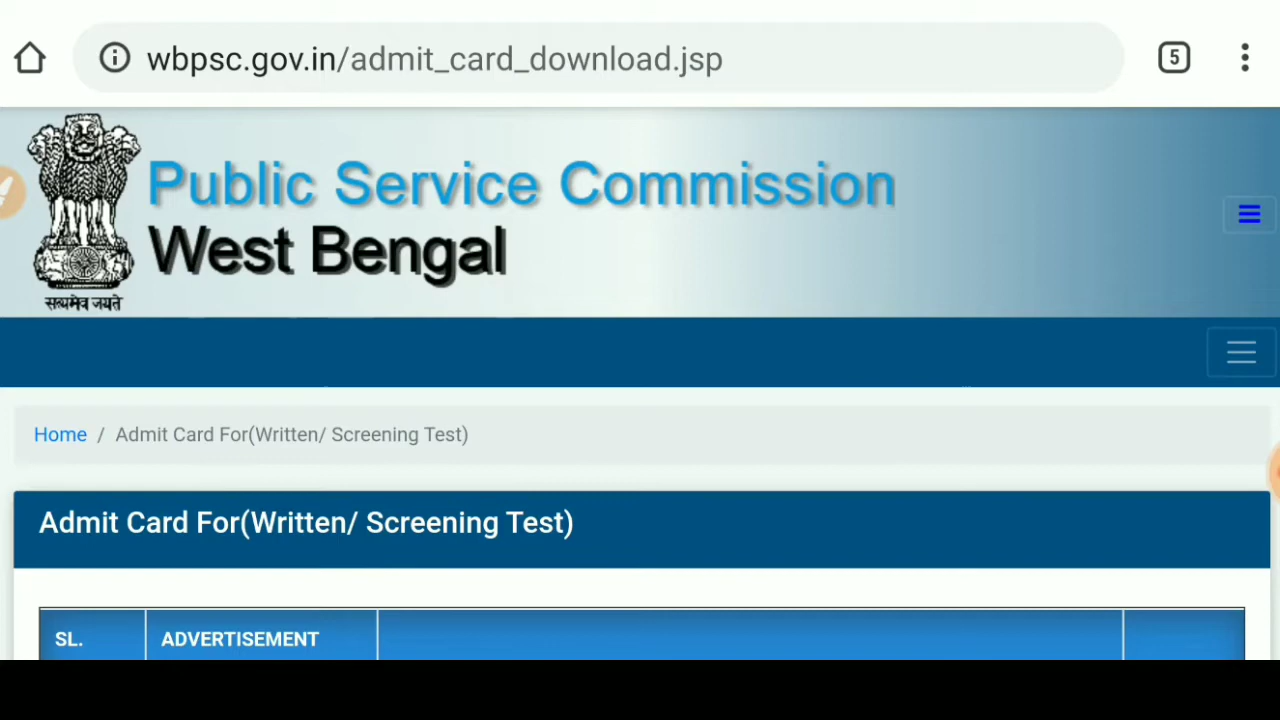 wbpsc.gov.in/admit_card_download.jsp
5
Public Service Commission
West Bengal
सत्यमेव जयते
Home / Admit Card For(Written/ Screening Test)
Admit Card For(Written/ Screening Test)
SL. ADVERTISEMENT